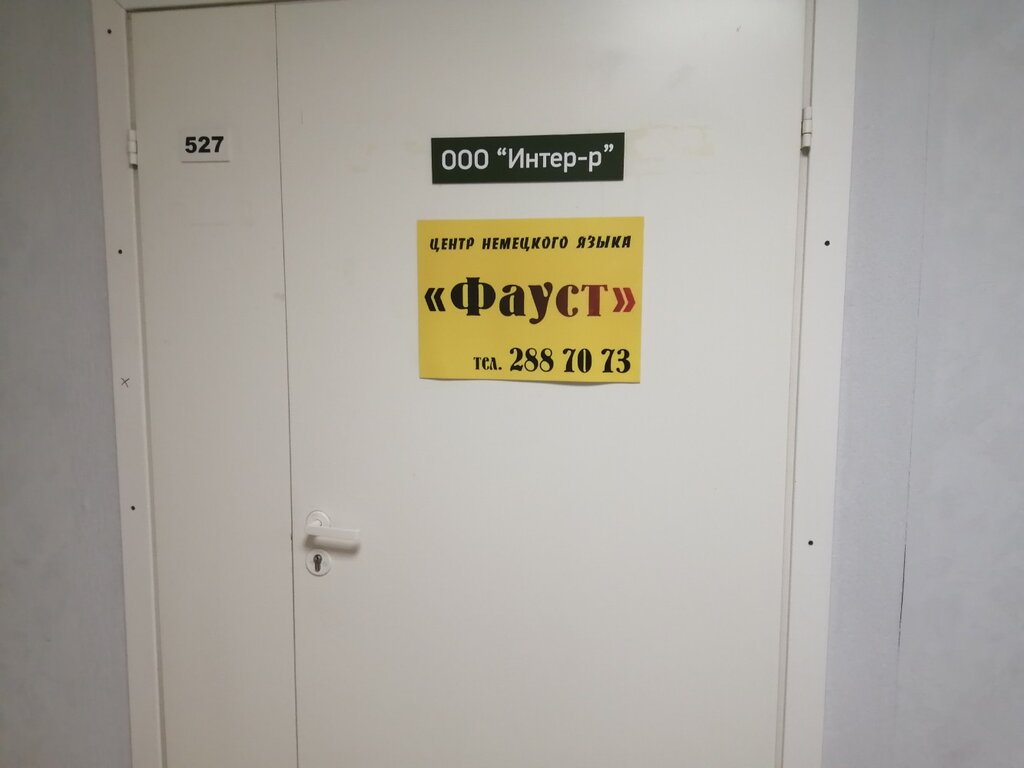 527
ООО “Интер-р”
ЦЕНТР НЕМЕЦКОГО ЯЗЫКА
«Фауст»
тел. 288 70 73